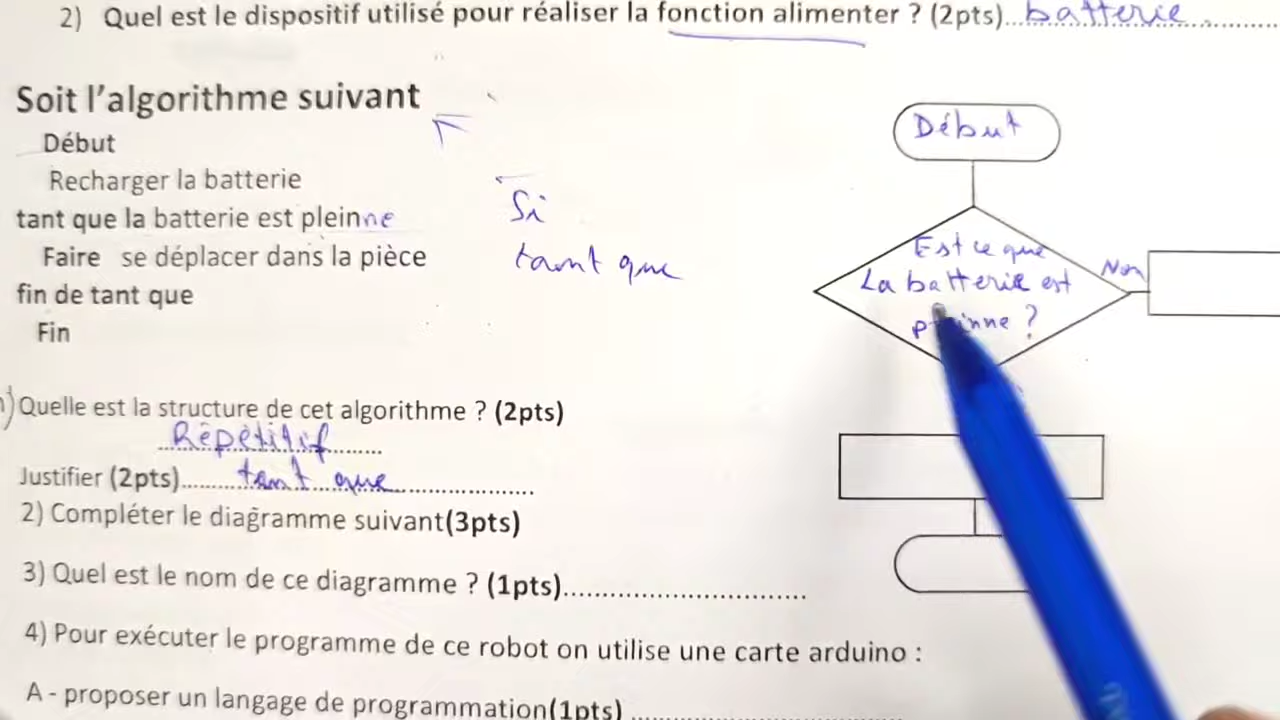 2) Quel est le dispositif utilisé pour réaliser la fonction alimenter ? (2pts)...batterie...............
Soit l'algorithme suivant
Début
Recharger la batterie
tant que la batterie est pleinne
Faire se déplacer dans la pièce
fin de tant que
Fin
Si
tant que
Début
Est ce que
La batterie est
pleinne ?
Non
1) Quelle est la structure de cet algorithme ? (2pts)
...Répétitif.......
Justifier (2pts).........tant que....................
2) Compléter le diagramme suivant(3pts)
3) Quel est le nom de ce diagramme ? (1pts)...............................
4) Pour exécuter le programme de ce robot on utilise une carte arduino :
A - proposer un langage de programmation(1pts) ...................................